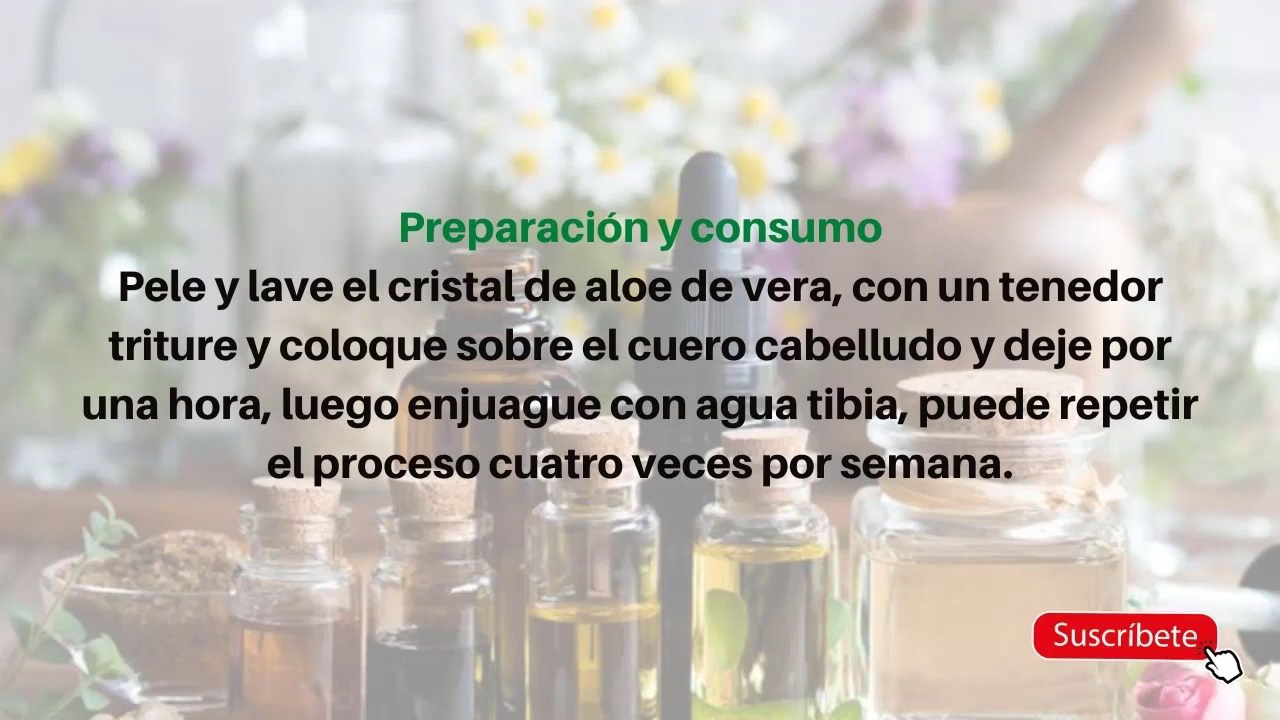 Preparación y consumo
Pele y lave el cristal de aloe de vera, con un tenedor
triture y coloque sobre el cuero cabelludo y deje por
una hora, luego enjuague con agua tibia, puede repetir
el proceso cuatro veces por semana.
Suscríbete